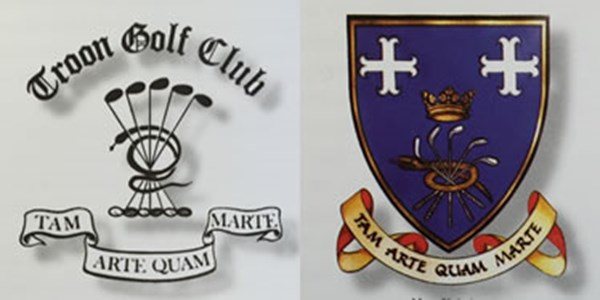 Troon Golf Club
TAM
MARTE
ARTE QUAM
TAM ARTE QUAM MARTE